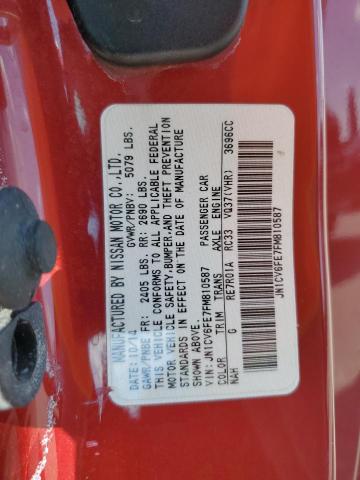 MANUFACTURED BY NISSAN MOTOR CO.,LTD.
DATE: 10/14 GVWR/PNBV: 5079 LBS.
GAWR/PNBE FR: 2405 LBS. RR: 2690 LBS.
THIS VEHICLE CONFORMS TO ALL APPLICABLE FEDERAL
MOTOR VEHICLE SAFETY,BUMPER,AND THEFT PREVENTION
STANDARDS IN EFFECT ON THE DATE OF MANUFACTURE
SHOWN ABOVE.
VIN: JN1CV6FE7FM810587 PASSENGER CAR
COLOR TRIM TRANS AXLE ENGINE
NAH G RE7R01A RC33 VQ37(VHR) 3696CC
JN1CV6FE7FM810587